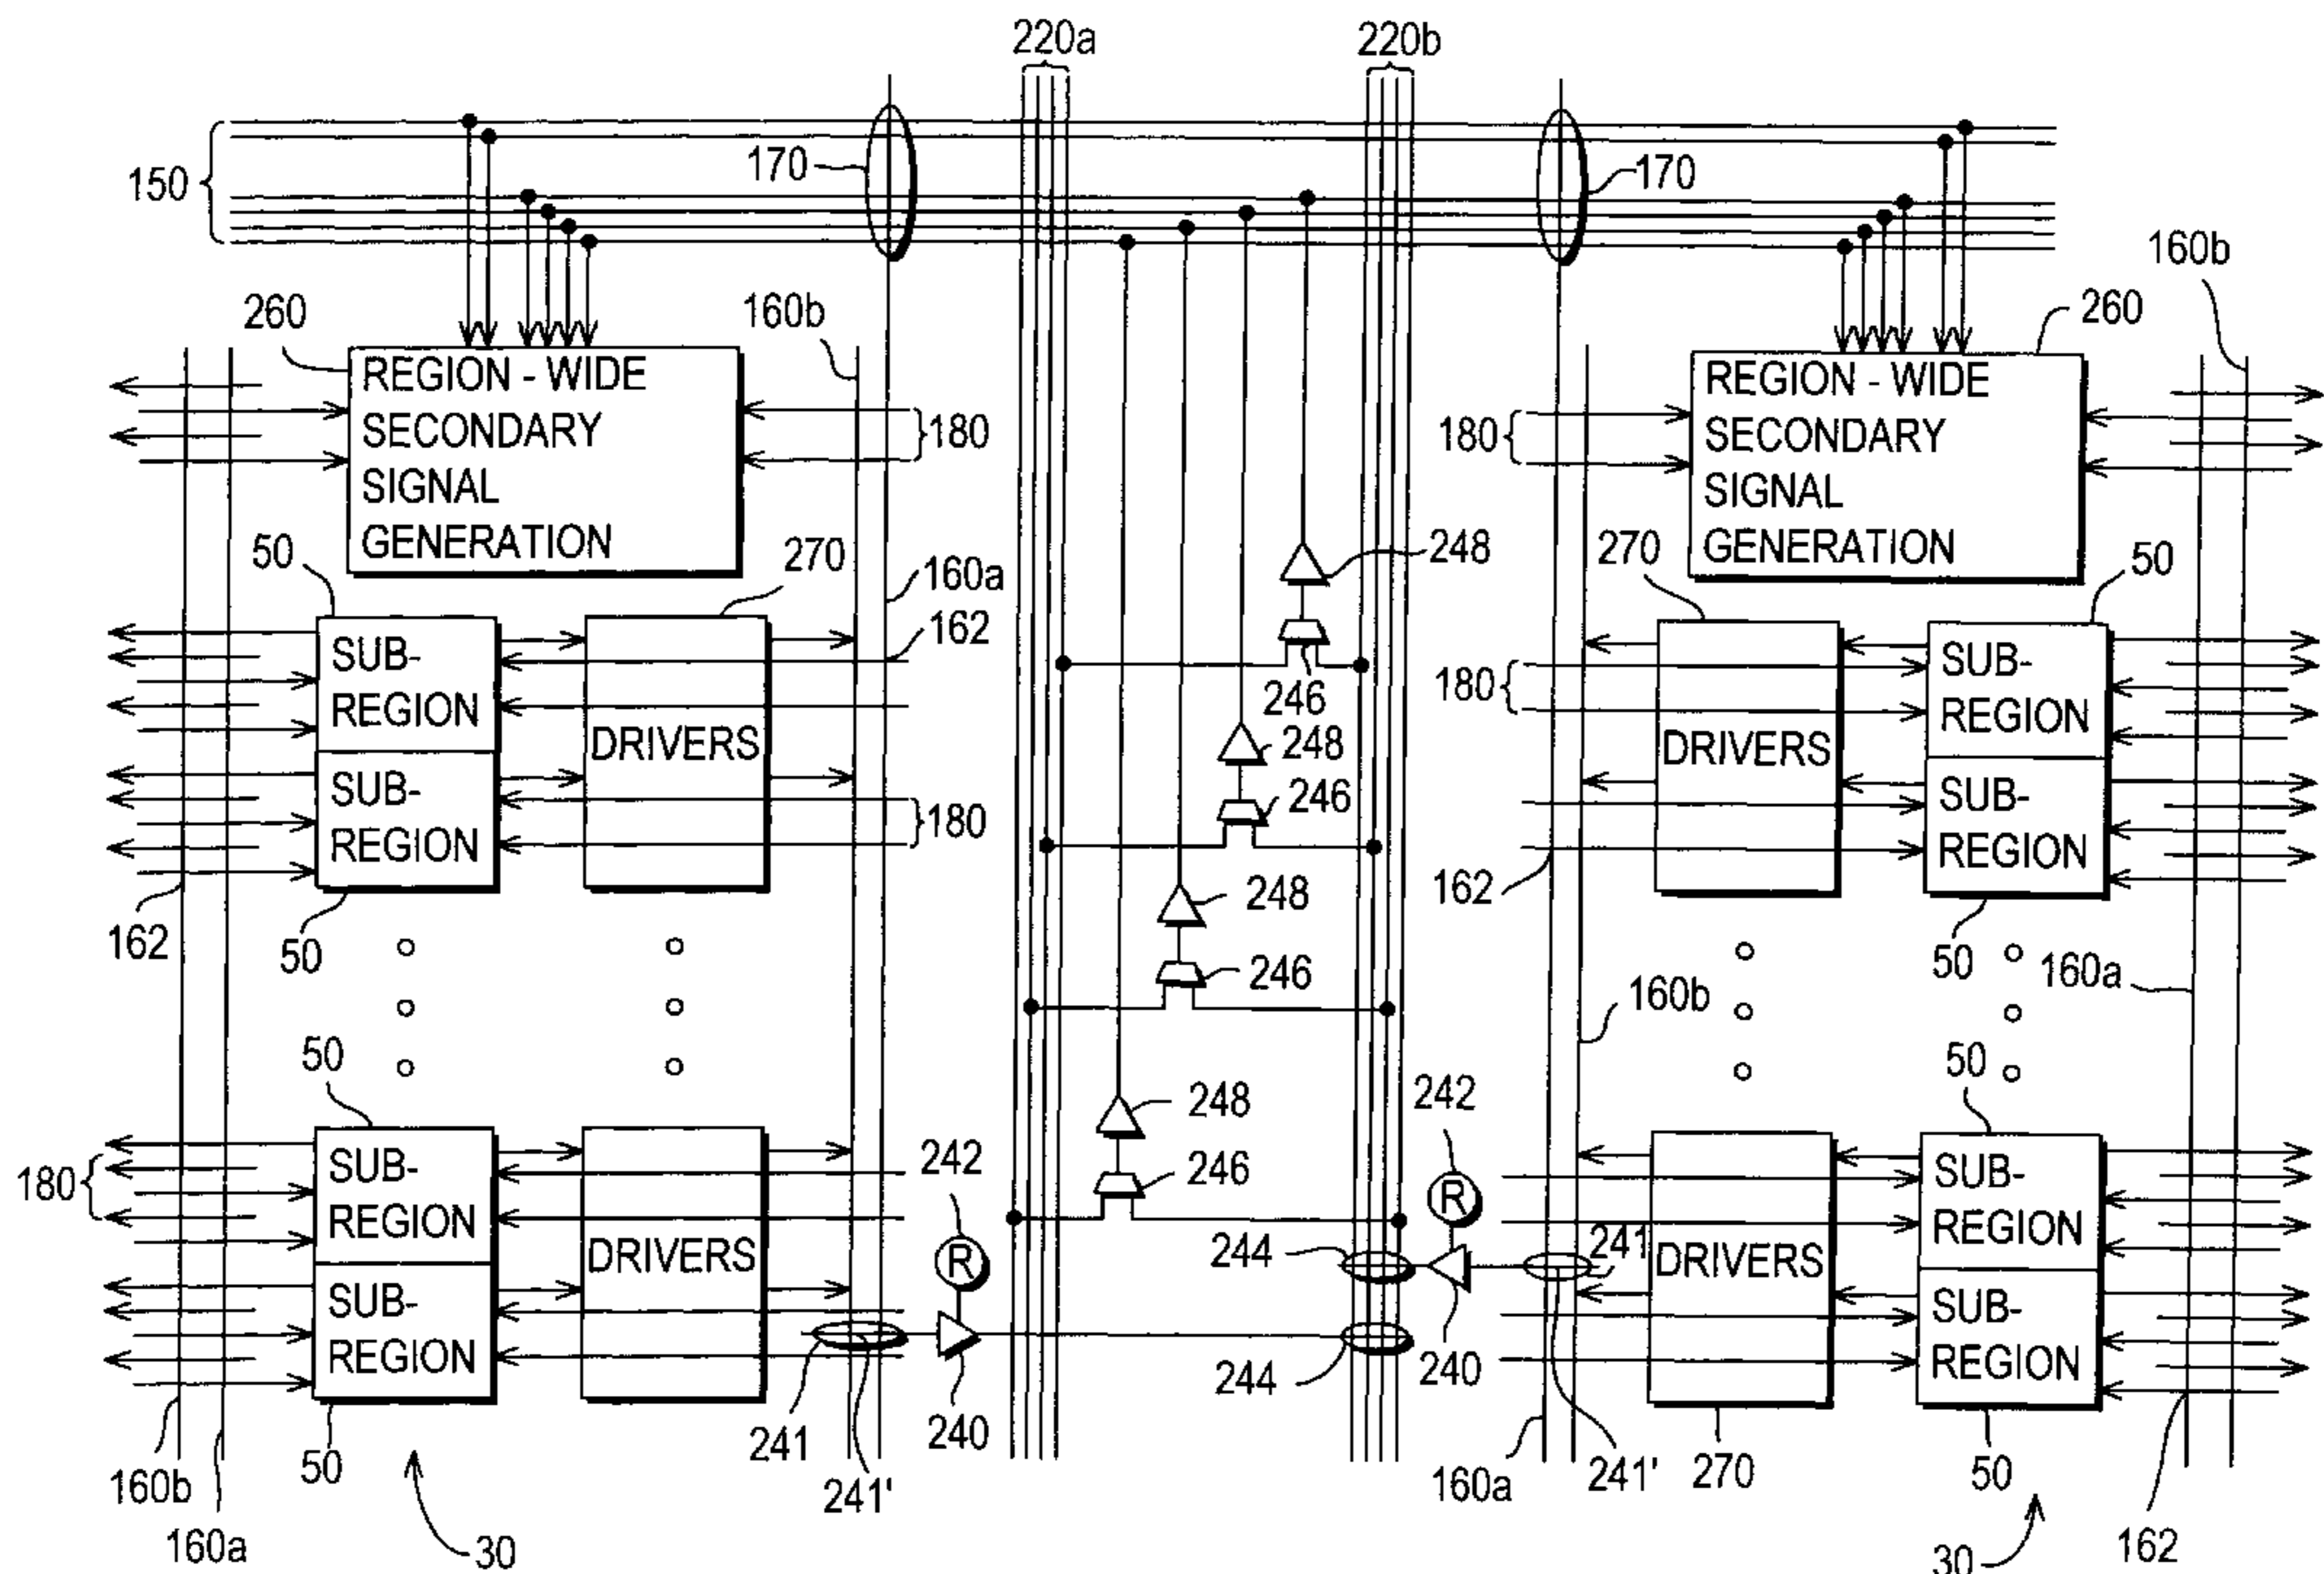 220a
220b
150
170
170
160b
260
160b
260
REGION - WIDE
SECONDARY
SIGNAL
GENERATION
180
180
REGION - WIDE
SECONDARY
SIGNAL
GENERATION
50
270
160a
162
248
270
50
SUB-
REGION
DRIVERS
246
180
DRIVERS
SUB-
REGION
248
SUB-
REGION
180
246
SUB-
REGION
162
162
50
248
50
160a
246
160b
50
50
242
248
242
180
SUB-
REGION
DRIVERS
R
246
R
244
241
DRIVERS
SUB-
REGION
SUB-
REGION
SUB-
REGION
244
240
160b
50
241
241'
240
160a
241'
270
50
160a
30
30
162